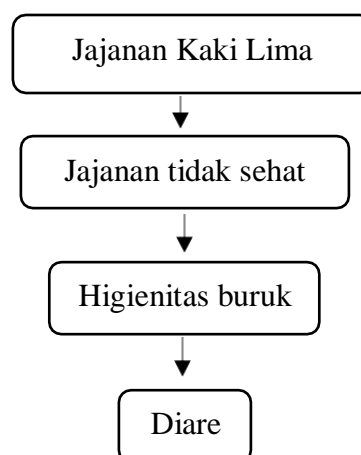 Jajanan Kaki Lima
Jajanan tidak sehat
Higienitas buruk
Diare